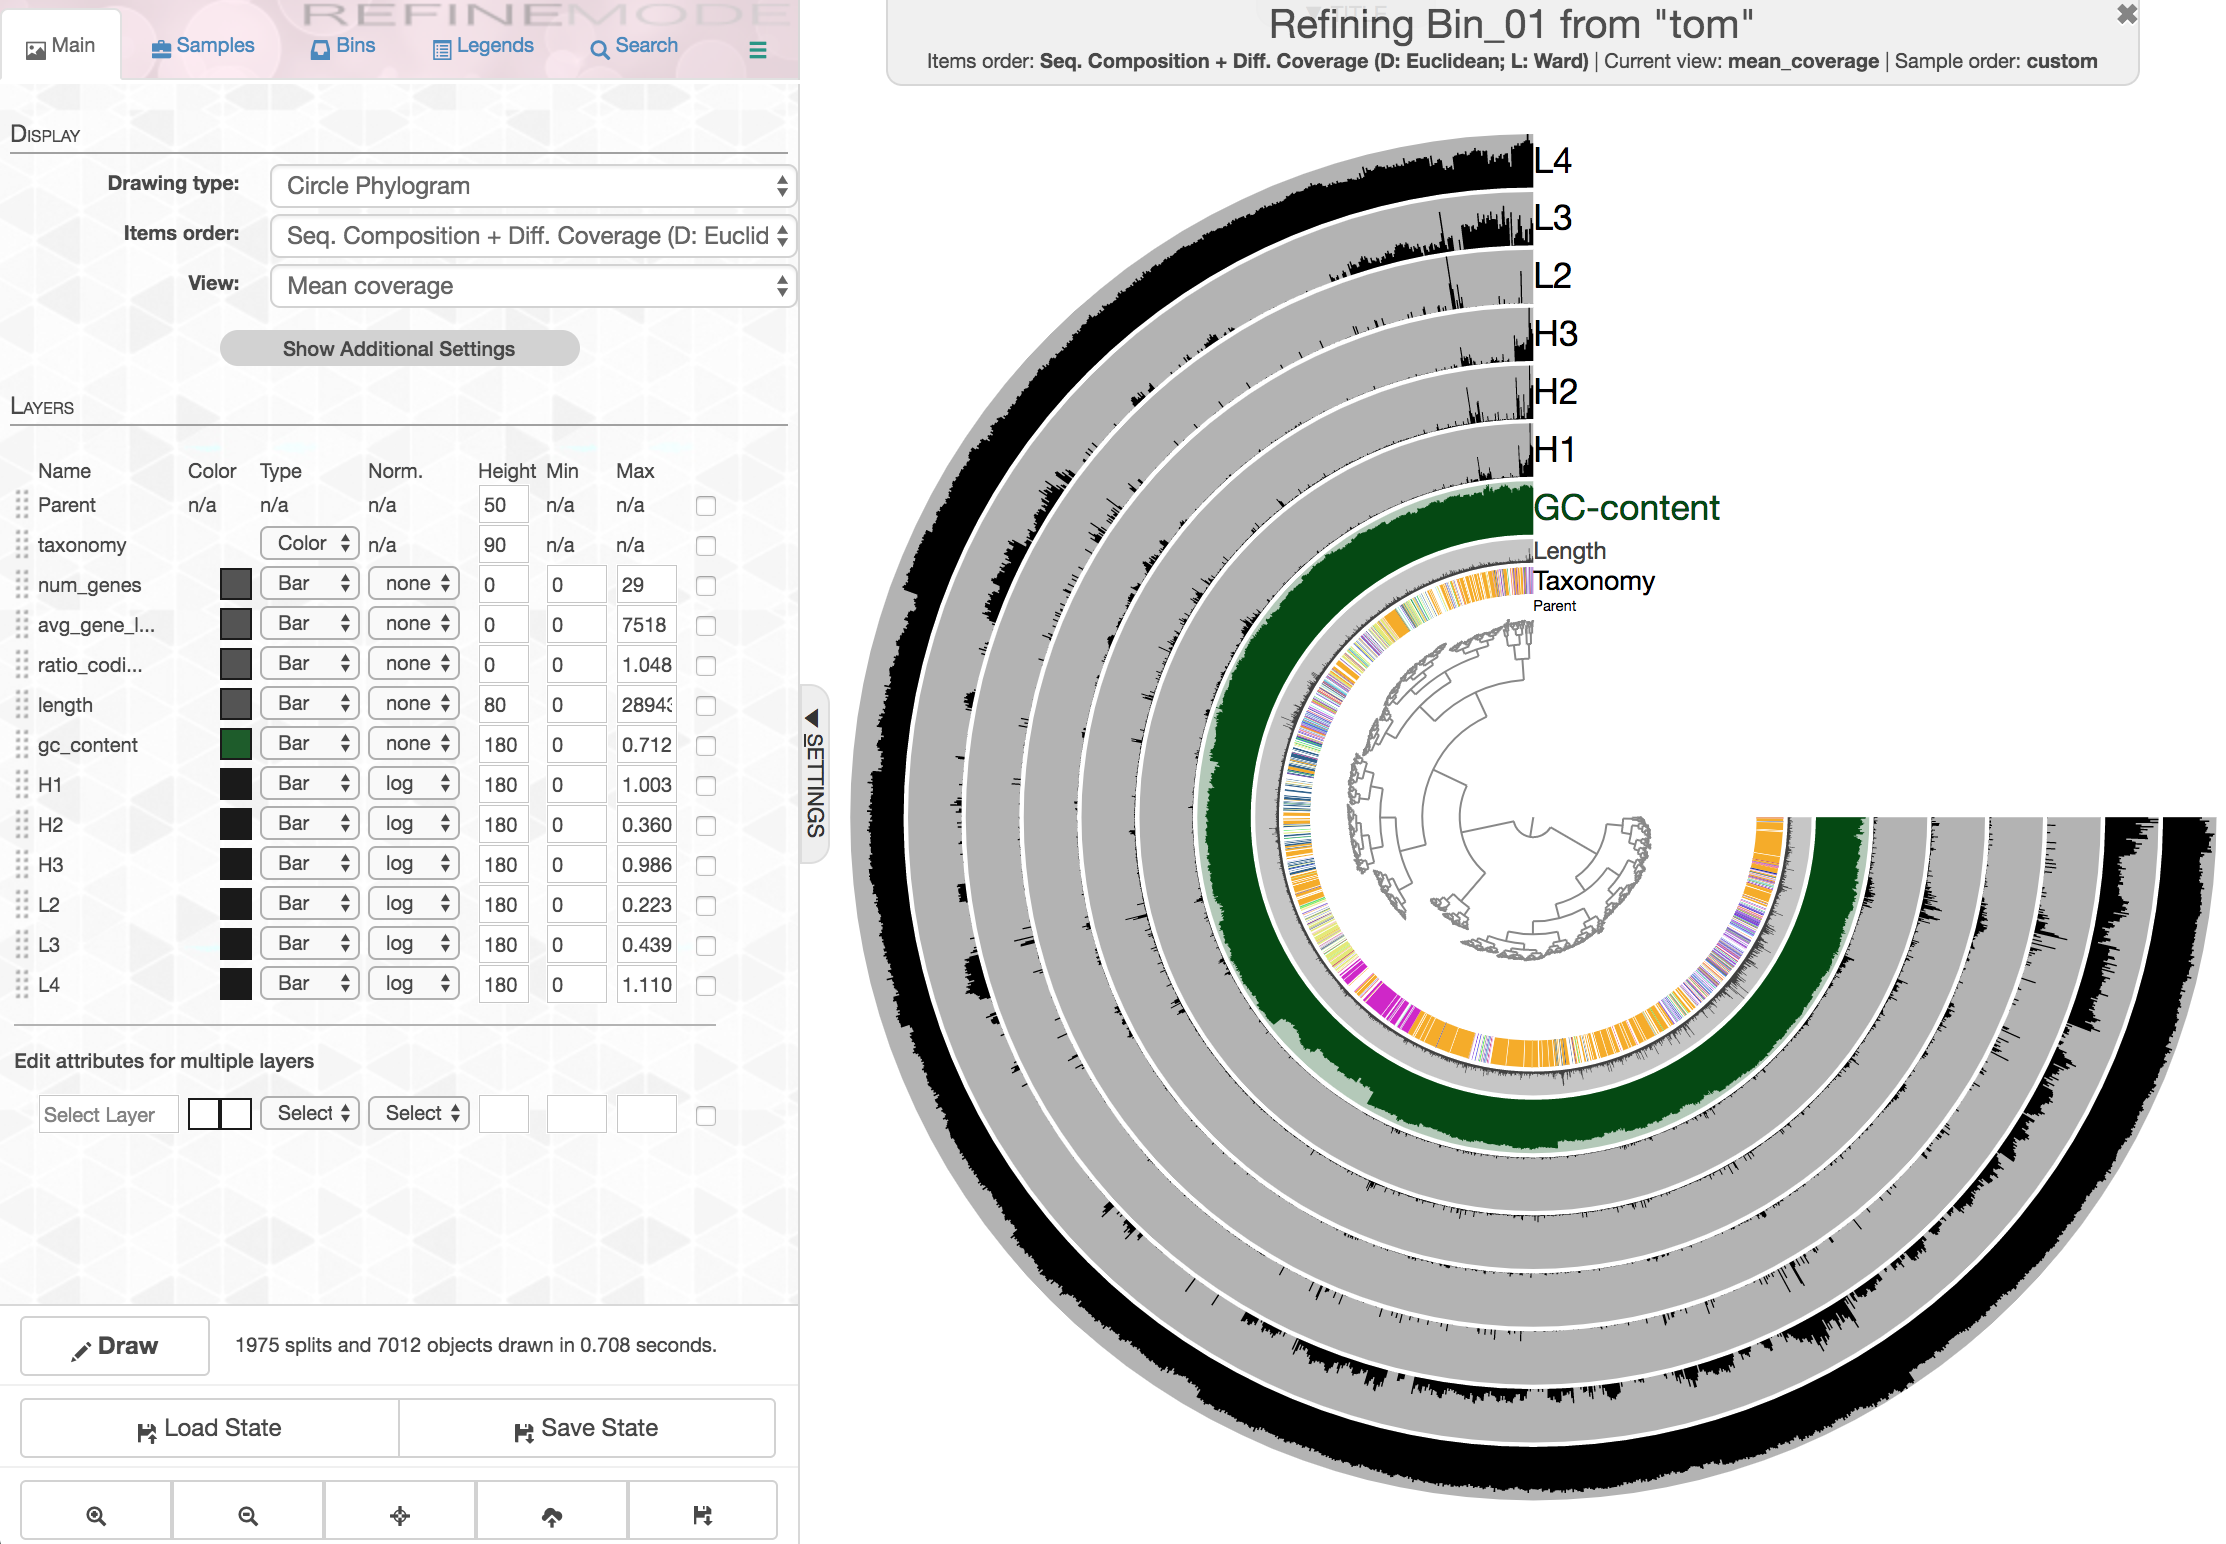 REFINEMODE
Main
Samples
Bins
Legends
Search
Display
Drawing type:
Circle Phylogram
Items order:
Seq. Composition + Diff. Coverage (D: Euclid
View:
Mean coverage
Show Additional Settings
Layers
Name Color Type Norm. Height Min Max
Parent n/a n/a n/a 50 n/a n/a
taxonomy Color n/a 90 n/a n/a
num_genes Bar none 0 0 29
avg_gene_l... Bar none 0 0 7518
ratio_codi... Bar none 0 0 1.048
length Bar none 80 0 28943
gc_content Bar none 180 0 0.712
H1 Bar log 180 0 1.003
H2 Bar log 180 0 0.360
H3 Bar log 180 0 0.986
L2 Bar log 180 0 0.223
L3 Bar log 180 0 0.439
L4 Bar log 180 0 1.110
Edit attributes for multiple layers
Select Layer Select Select
Draw
1975 splits and 7012 objects drawn in 0.708 seconds.
Load State
Save State
◀ SETTINGS
▼ TITLE
Refining Bin_01 from "tom"
Items order: Seq. Composition + Diff. Coverage (D: Euclidean; L: Ward) | Current view: mean_coverage | Sample order: custom
L4
L3
L2
H3
H2
H1
GC-content
Length
Taxonomy
Parent